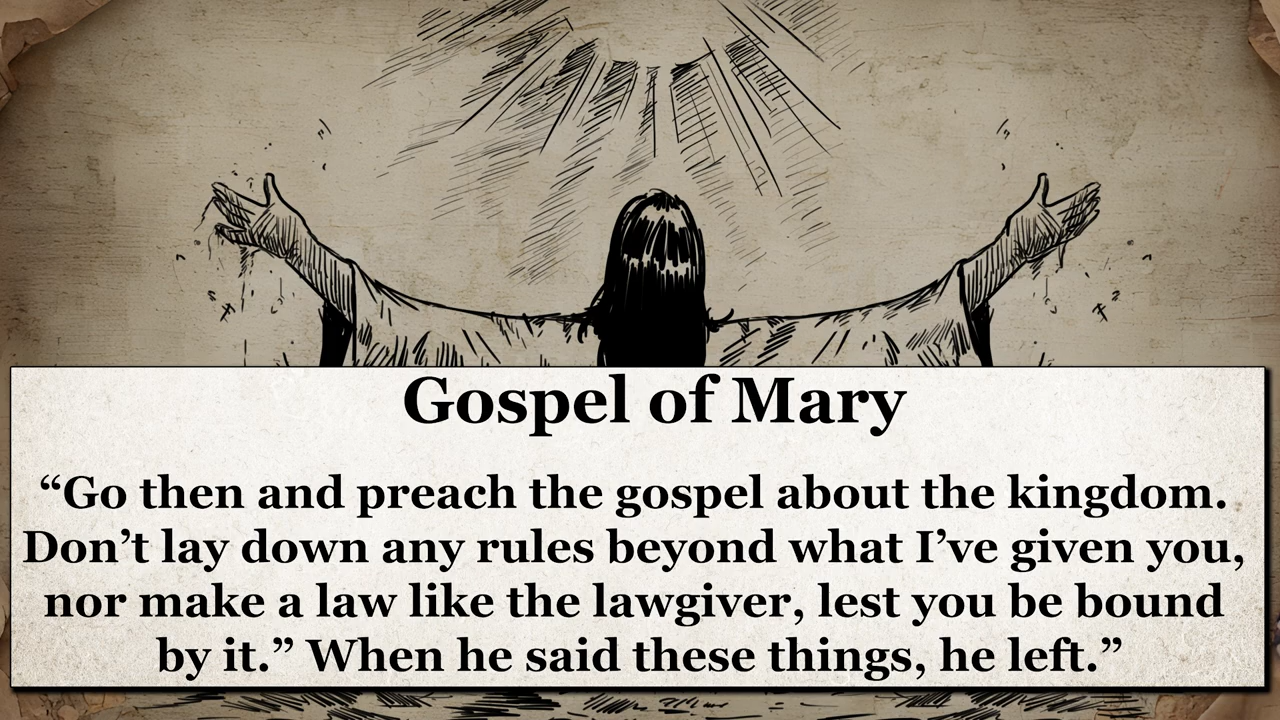 Gospel of Mary
“Go then and preach the gospel about the kingdom.
Don’t lay down any rules beyond what I’ve given you,
nor make a law like the lawgiver, lest you be bound
by it.” When he said these things, he left.”